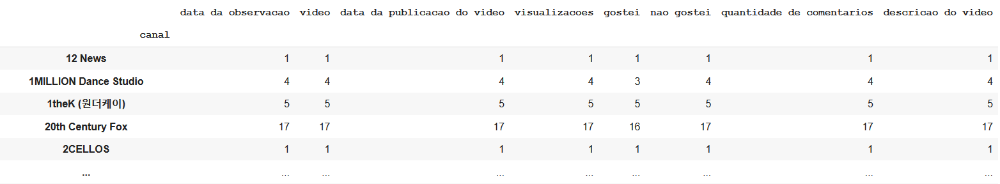 data da observacao video data da publicacao do video visualizacoes gostei nao gostei quantidade de comentarios descricao do video
canal
12 News 1 1 1 1 1 1 1 1
1MILLION Dance Studio 4 4 4 4 3 4 4 4
1theK (원더케이) 5 5 5 5 5 5 5 5
20th Century Fox 17 17 17 17 16 17 17 17
2CELLOS 1 1 1 1 1 1 1 1
... ... ... ... ... ... ... ... ...